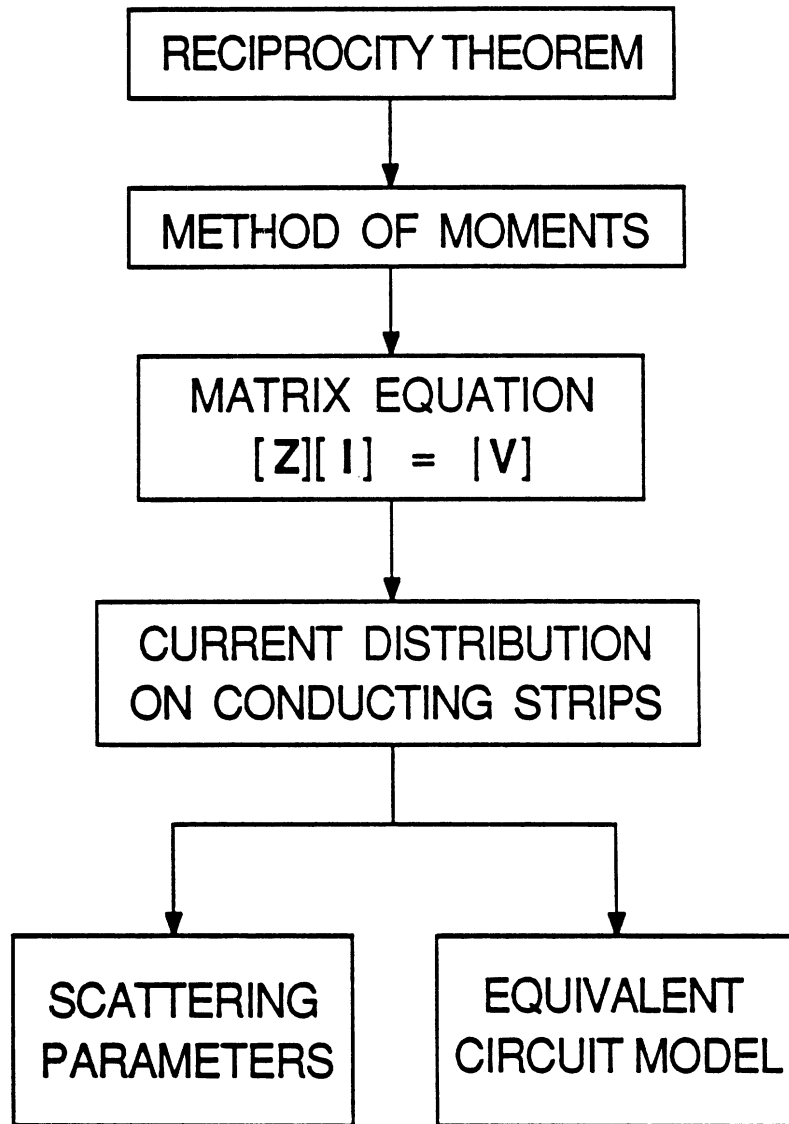 RECIPROCITY THEOREM
METHOD OF MOMENTS
MATRIX EQUATION
[Z][I] = |V]
CURRENT DISTRIBUTION
ON CONDUCTING STRIPS
SCATTERING
PARAMETERS
EQUIVALENT
CIRCUIT MODEL